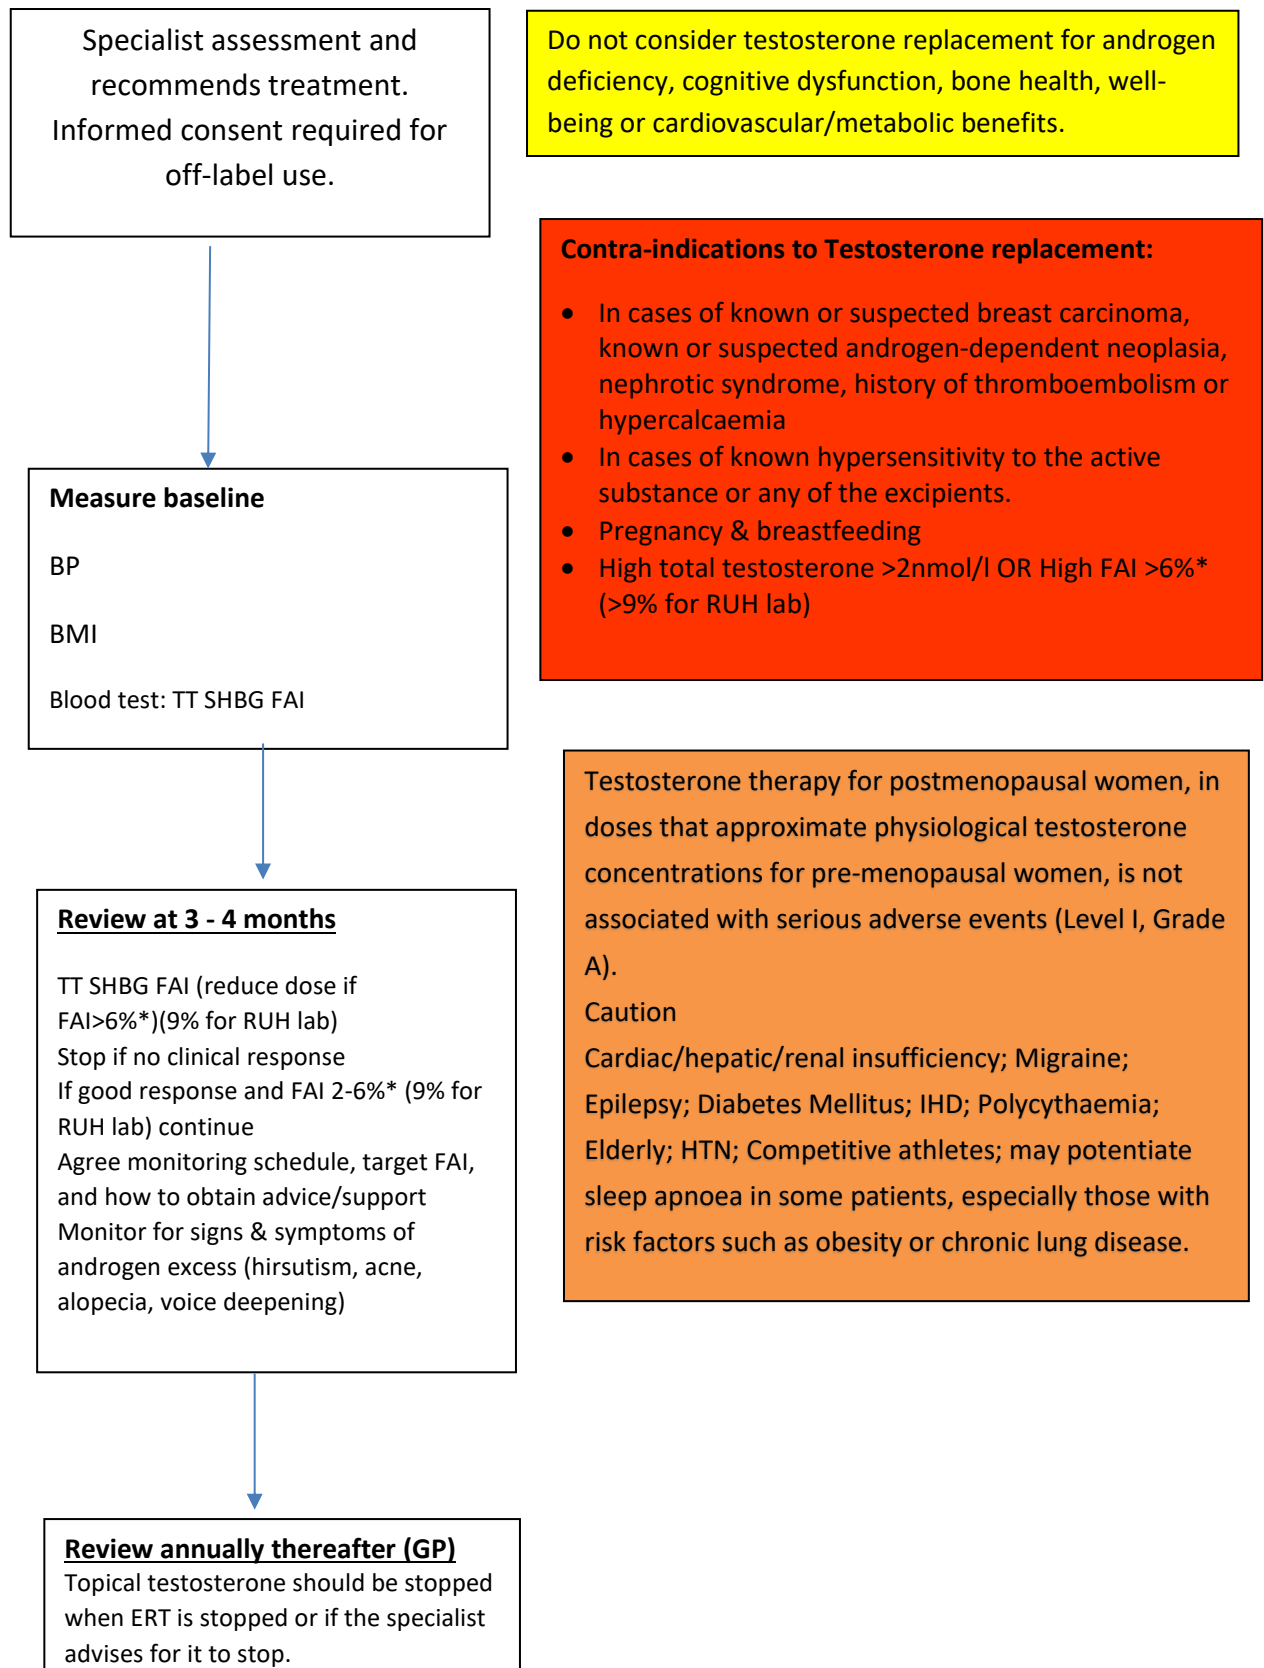 Specialist assessment and
recommends treatment.
Informed consent required for
off-label use.
Do not consider testosterone replacement for androgen
deficiency, cognitive dysfunction, bone health, well-
being or cardiovascular/metabolic benefits.
Contra-indications to Testosterone replacement:
• In cases of known or suspected breast carcinoma,
known or suspected androgen-dependent neoplasia,
nephrotic syndrome, history of thromboembolism or
hypercalcaemia
• In cases of known hypersensitivity to the active
substance or any of the excipients.
• Pregnancy & breastfeeding
• High total testosterone >2nmol/l OR High FAI >6%*
(>9% for RUH lab)
Measure baseline
BP
BMI
Blood test: TT SHBG FAI
Testosterone therapy for postmenopausal women, in
doses that approximate physiological testosterone
concentrations for pre-menopausal women, is not
associated with serious adverse events (Level I, Grade
A).
Caution
Cardiac/hepatic/renal insufficiency; Migraine;
Epilepsy; Diabetes Mellitus; IHD; Polycythaemia;
Elderly; HTN; Competitive athletes; may potentiate
sleep apnoea in some patients, especially those with
risk factors such as obesity or chronic lung disease.
Review at 3 - 4 months
TT SHBG FAI (reduce dose if
FAI>6%*)(9% for RUH lab)
Stop if no clinical response
If good response and FAI 2-6%* (9% for
RUH lab) continue
Agree monitoring schedule, target FAI,
and how to obtain advice/support
Monitor for signs & symptoms of
androgen excess (hirsutism, acne,
alopecia, voice deepening)
Review annually thereafter (GP)
Topical testosterone should be stopped
when ERT is stopped or if the specialist
advises for it to stop.